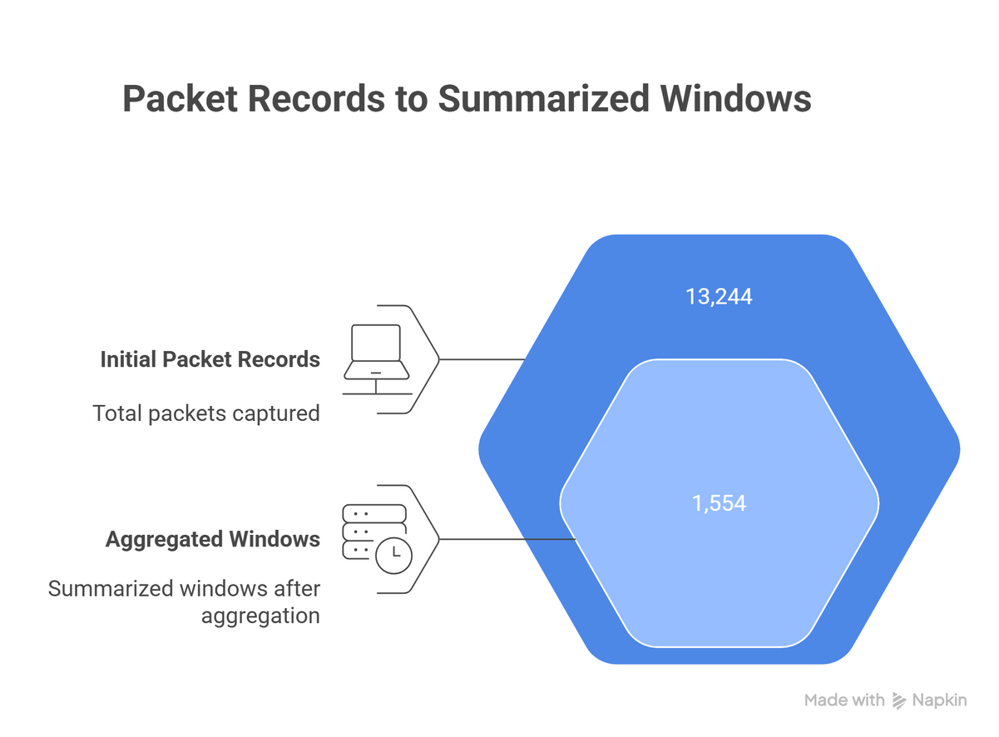 Packet Records to Summarized Windows
13,244
Initial Packet Records
Total packets captured
1,554
Aggregated Windows
Summarized windows after
aggregation
Made with Napkin